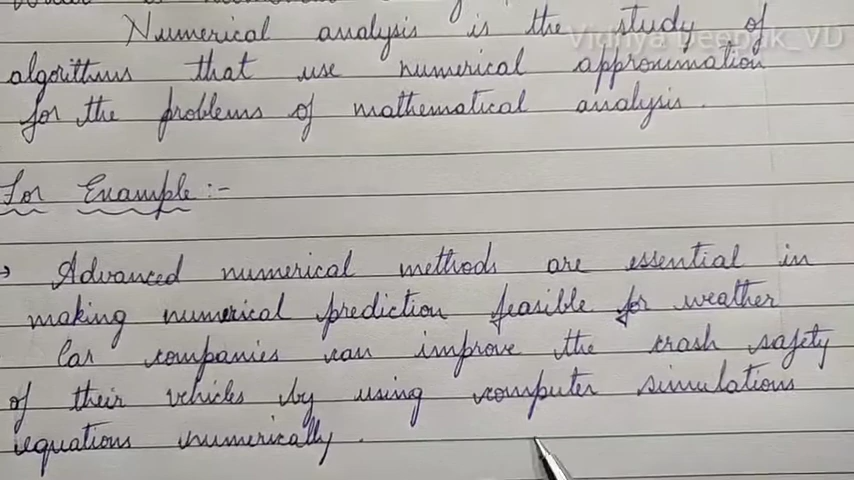 Numerical analysis is the study of
algorithms that use numerical approximation
for the problems of mathematical analysis.
For Example :-
→ Advanced numerical methods are essential in
making numerical prediction feasible for weather
Car companies can improve the crash safety
of their vehicles by using computer simulations
equations numerically.
Vidhya Deepak_VD